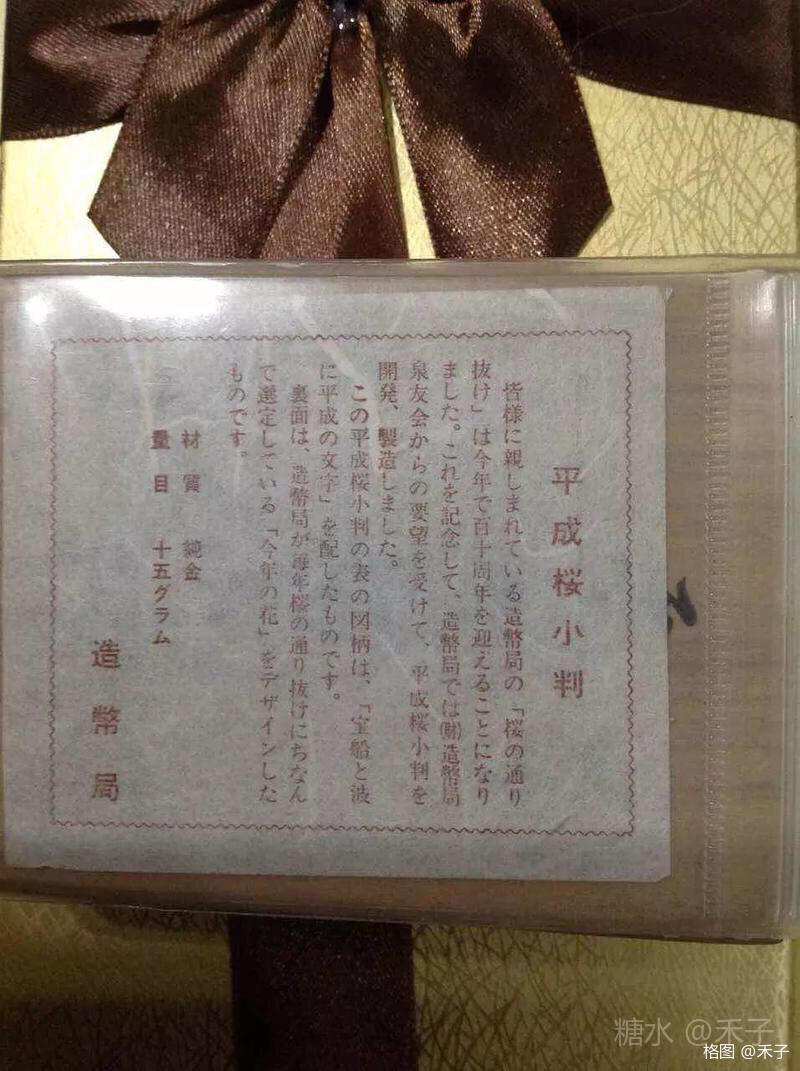 平成桜小判
皆様に親しまれている造幣局の「桜の通り
抜け」は今年で百十周年を迎えることになり
ました。これを記念して、造幣局では㈶造幣局
泉友会からの要望を受けて、平成桜小判を
開発、製造しました。
この平成桜小判の表の図柄は、「宝船と波
に平成の文字」を配したものです。
裏面は、造幣局が毎年桜の通り抜けにちなん
で選定している「今年の花」をデザインした
ものです。
材質 純金
量目 十五グラム
造幣局
糖水 @禾子
格图 @禾子